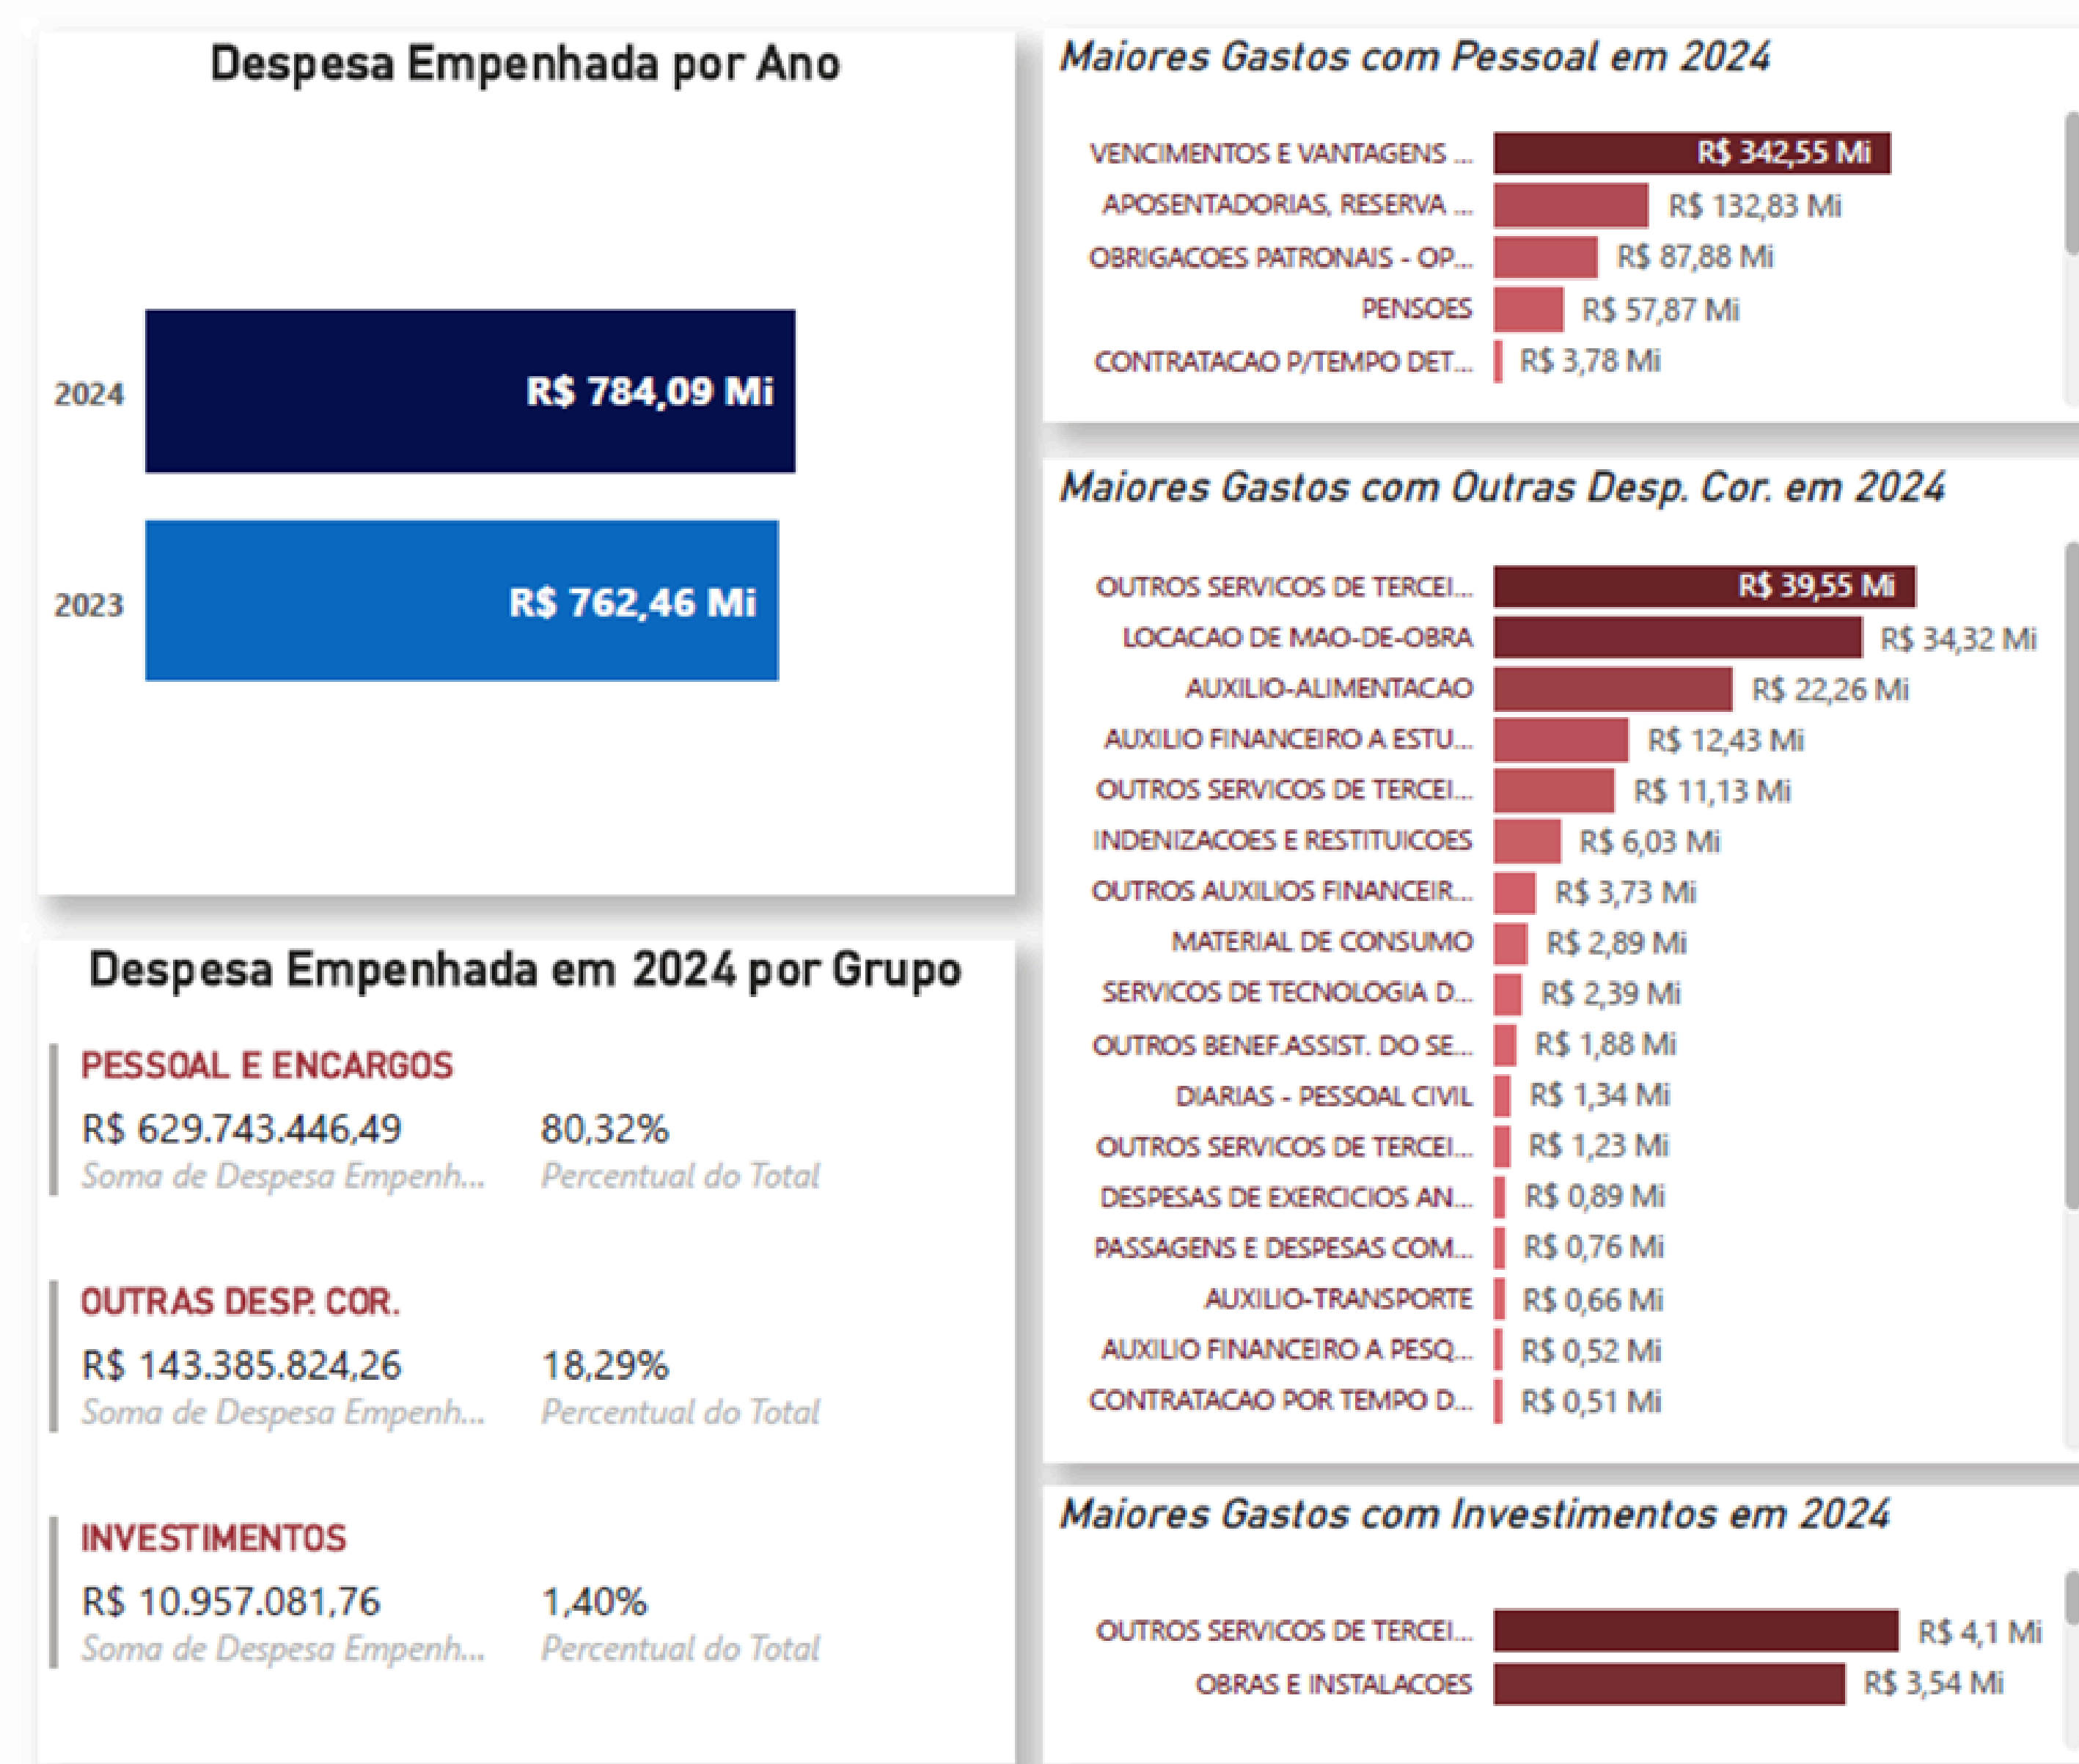 Despesa Empenhada por Ano
2024 R$ 784,09 Mi
2023 R$ 762,46 Mi
Despesa Empenhada em 2024 por Grupo
PESSOAL E ENCARGOS
R$ 629.743.446,49 80,32%
Soma de Despesa Empenh... Percentual do Total
OUTRAS DESP. COR.
R$ 143.385.824,26 18,29%
Soma de Despesa Empenh... Percentual do Total
INVESTIMENTOS
R$ 10.957.081,76 1,40%
Soma de Despesa Empenh... Percentual do Total
Maiores Gastos com Pessoal em 2024
VENCIMENTOS E VANTAGENS ... R$ 342,55 Mi
APOSENTADORIAS, RESERVA ... R$ 132,83 Mi
OBRIGACOES PATRONAIS - OP... R$ 87,88 Mi
PENSOES R$ 57,87 Mi
CONTRATACAO P/TEMPO DET... R$ 3,78 Mi
Maiores Gastos com Outras Desp. Cor. em 2024
OUTROS SERVICOS DE TERCEI... R$ 39,55 Mi
LOCACAO DE MAO-DE-OBRA R$ 34,32 Mi
AUXILIO-ALIMENTACAO R$ 22,26 Mi
AUXILIO FINANCEIRO A ESTU... R$ 12,43 Mi
OUTROS SERVICOS DE TERCEI... R$ 11,13 Mi
INDENIZACOES E RESTITUICOES R$ 6,03 Mi
OUTROS AUXILIOS FINANCEIR... R$ 3,73 Mi
MATERIAL DE CONSUMO R$ 2,89 Mi
SERVICOS DE TECNOLOGIA D... R$ 2,39 Mi
OUTROS BENEF.ASSIST. DO SE... R$ 1,88 Mi
DIARIAS - PESSOAL CIVIL R$ 1,34 Mi
OUTROS SERVICOS DE TERCEI... R$ 1,23 Mi
DESPESAS DE EXERCICIOS AN... R$ 0,89 Mi
PASSAGENS E DESPESAS COM... R$ 0,76 Mi
AUXILIO-TRANSPORTE R$ 0,66 Mi
AUXILIO FINANCEIRO A PESQ... R$ 0,52 Mi
CONTRATACAO POR TEMPO D... R$ 0,51 Mi
Maiores Gastos com Investimentos em 2024
OUTROS SERVICOS DE TERCEI... R$ 4,1 Mi
OBRAS E INSTALACOES R$ 3,54 Mi